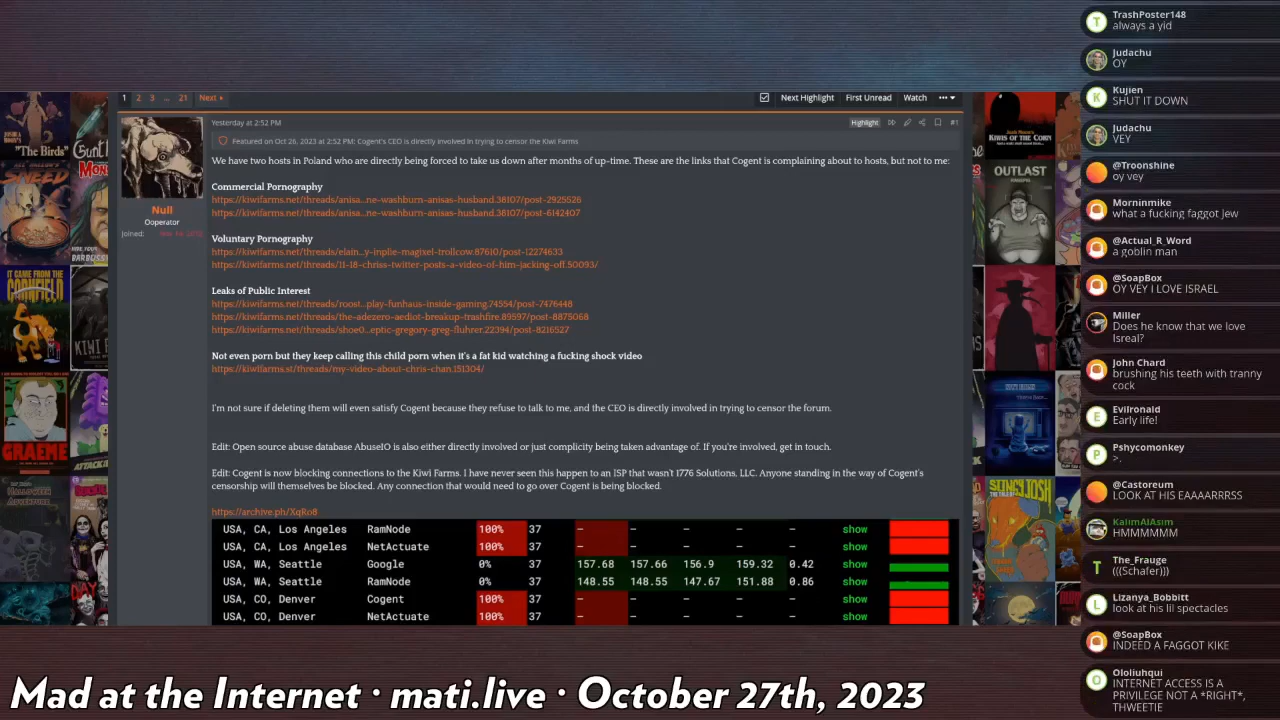 1 2 3 ... 21 Next
Next Highlight First Unread Watch •••
Yesterday at 2:52 PM
Highlight #1
Featured on Oct 26, 2023 at 2:52 PM: Cogent's CEO is directly involved in trying to censor the Kiwi Farms
Null
Ooperator
Joined:
We have two hosts in Poland who are directly being forced to take us down after months of up-time. These are the links that Cogent is complaining about to hosts, but not to me:
Commercial Pornography
https://kiwifarms.net/threads/anisa...ne-washburn-anisas-husband.38107/post-2925526
https://kiwifarms.net/threads/anisa...ne-washburn-anisas-husband.38107/post-6142407
Voluntary Pornography
https://kiwifarms.net/threads/elain...y-inplie-magixel-trollcow.87610/post-12274633
https://kiwifarms.net/threads/11-18-chriss-twitter-posts-a-video-of-him-jacking-off.50093/
Leaks of Public Interest
https://kiwifarms.net/threads/roost...play-funhaus-inside-gaming.74554/post-7476448
https://kiwifarms.net/threads/the-adezero-aediot-breakup-trashfire.89597/post-8875068
https://kiwifarms.net/threads/shoe0...eptic-gregory-greg-fluhrer.22394/post-8216527
Not even porn but they keep calling this child porn when it's a fat kid watching a fucking shock video
https://kiwifarms.st/threads/my-video-about-chris-chan.151304/
I'm not sure if deleting them will even satisfy Cogent because they refuse to talk to me, and the CEO is directly involved in trying to censor the forum.
Edit: Open source abuse database AbuseIO is also either directly involved or just complicity being taken advantage of. If you're involved, get in touch.
Edit: Cogent is now blocking connections to the Kiwi Farms. I have never seen this happen to an ISP that wasn't 1776 Solutions, LLC. Anyone standing in the way of Cogent's
censorship will themselves be blocked. Any connection that would need to go over Cogent is being blocked.
https://archive.ph/XqRo8
USA, CA, Los Angeles RamNode 100% 37 – – – – – show
USA, CA, Los Angeles NetActuate 100% 37 – – – – – show
USA, WA, Seattle Google 0% 37 157.68 157.66 156.9 159.32 0.42 show
USA, WA, Seattle RamNode 0% 37 148.55 148.55 147.67 151.88 0.86 show
USA, CO, Denver Cogent 100% 37 – – – – – show
USA, CO, Denver NetActuate 100% 37 – – – – – show
"The Birds"
SNEED
IT CAME FROM THE
CORNFIELD
GRAEME
HALLOWEEN
KIWIS OF THE CORN
OUTLAST
TrashPoster148
always a yid
Judachu
OY
Kujien
SHUT IT DOWN
Judachu
VEY
@Troonshine
oy vey
Morninmike
what a fucking faggot Jew
@Actual_R_Word
a goblin man
@SoapBox
OY VEY I LOVE ISRAEL
Miller
Does he know that we love
Isreal?
John Chard
brushing his teeth with tranny
cock
Evilronaid
Early life!
Pshycomonkey
>.
@Castoreum
LOOK AT HIS EAAAARRRSS
KalimAlAsim
HMMMMMM
The_Frauge
(((Schafer)))
Lizanya_Bobbitt
look at his lil spectacles
@SoapBox
INDEED A FAGGOT KIKE
Ololiuhqui
INTERNET ACCESS IS A
PRIVILEGE NOT A *RIGHT*,
THWEETIE
Mad at the Internet · mati.live · October 27th, 2023